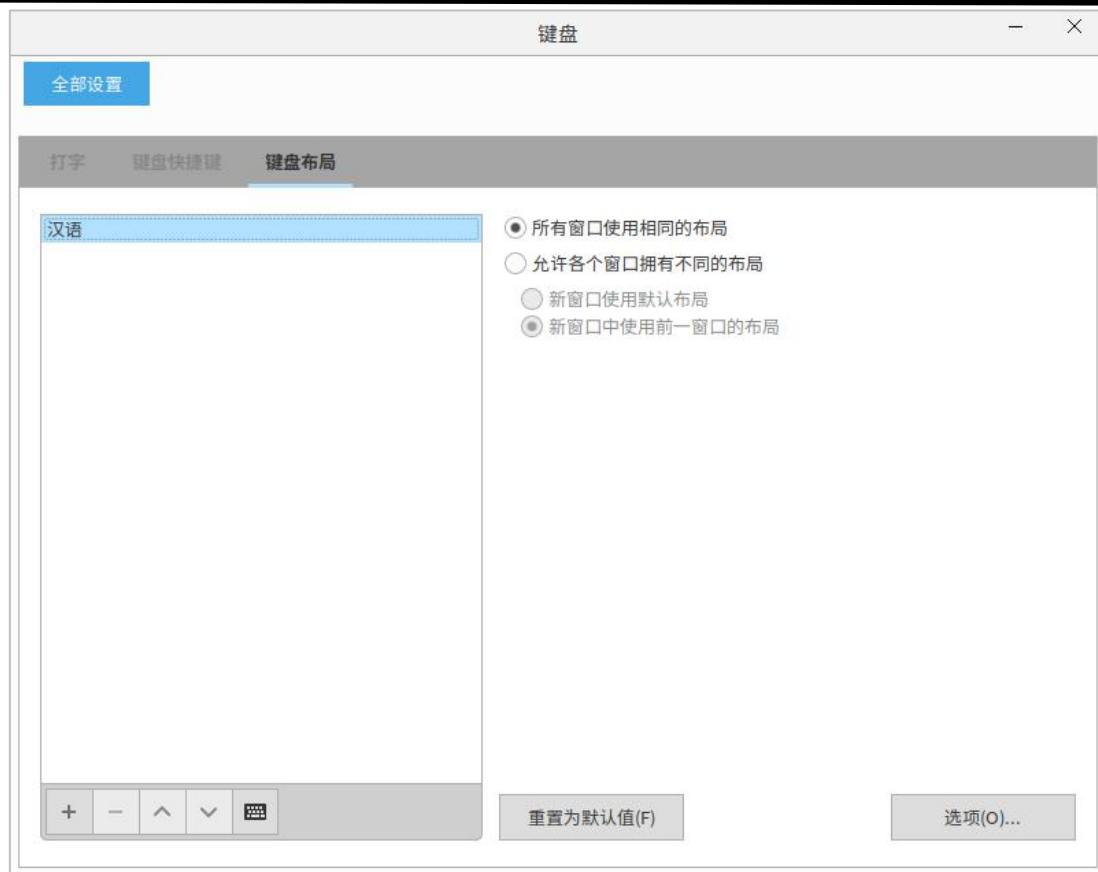 键盘
全部设置
打字 键盘快捷键 键盘布局
汉语
所有窗口使用相同的布局
允许各个窗口拥有不同的布局
新窗口使用默认布局
新窗口中使用前一窗口的布局
重置为默认值(F) 选项(O)...